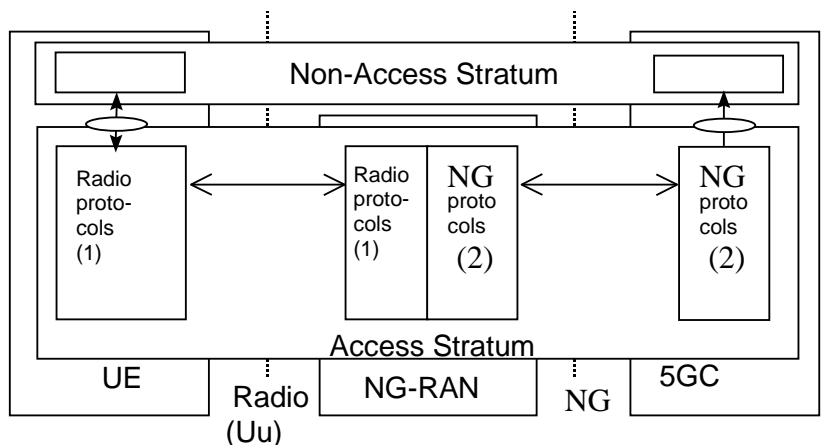 Non-Access Stratum
Radio
proto-
cols
(1)
Radio
proto-
cols
(1)
NG
proto
cols
(2)
NG
proto
cols
(2)
Access Stratum
UE
Radio
(Uu)
NG-RAN
NG
5GC